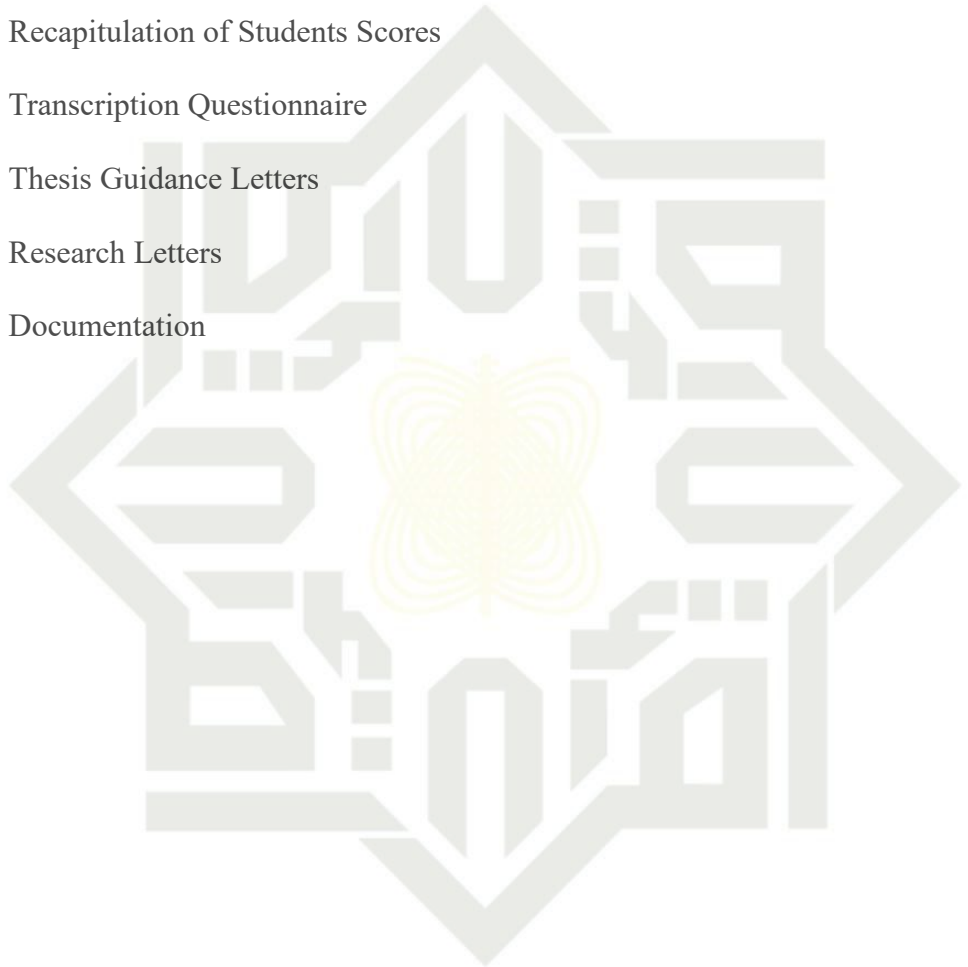 Recapitulation of Students Scores
Transcription Questionnaire
Thesis Guidance Letters
Research Letters
Documentation